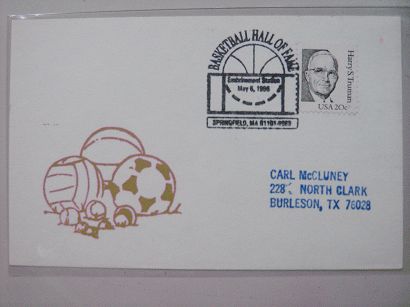 BASKETBALL HALL OF FAME
Enshrinement Station
May 6, 1996
SPRINGFIELD, MA 01101-9989
Harry S. Truman
USA 20c
CARL McCLUNEY
228 NORTH CLARK
BURLESON, TX 76028